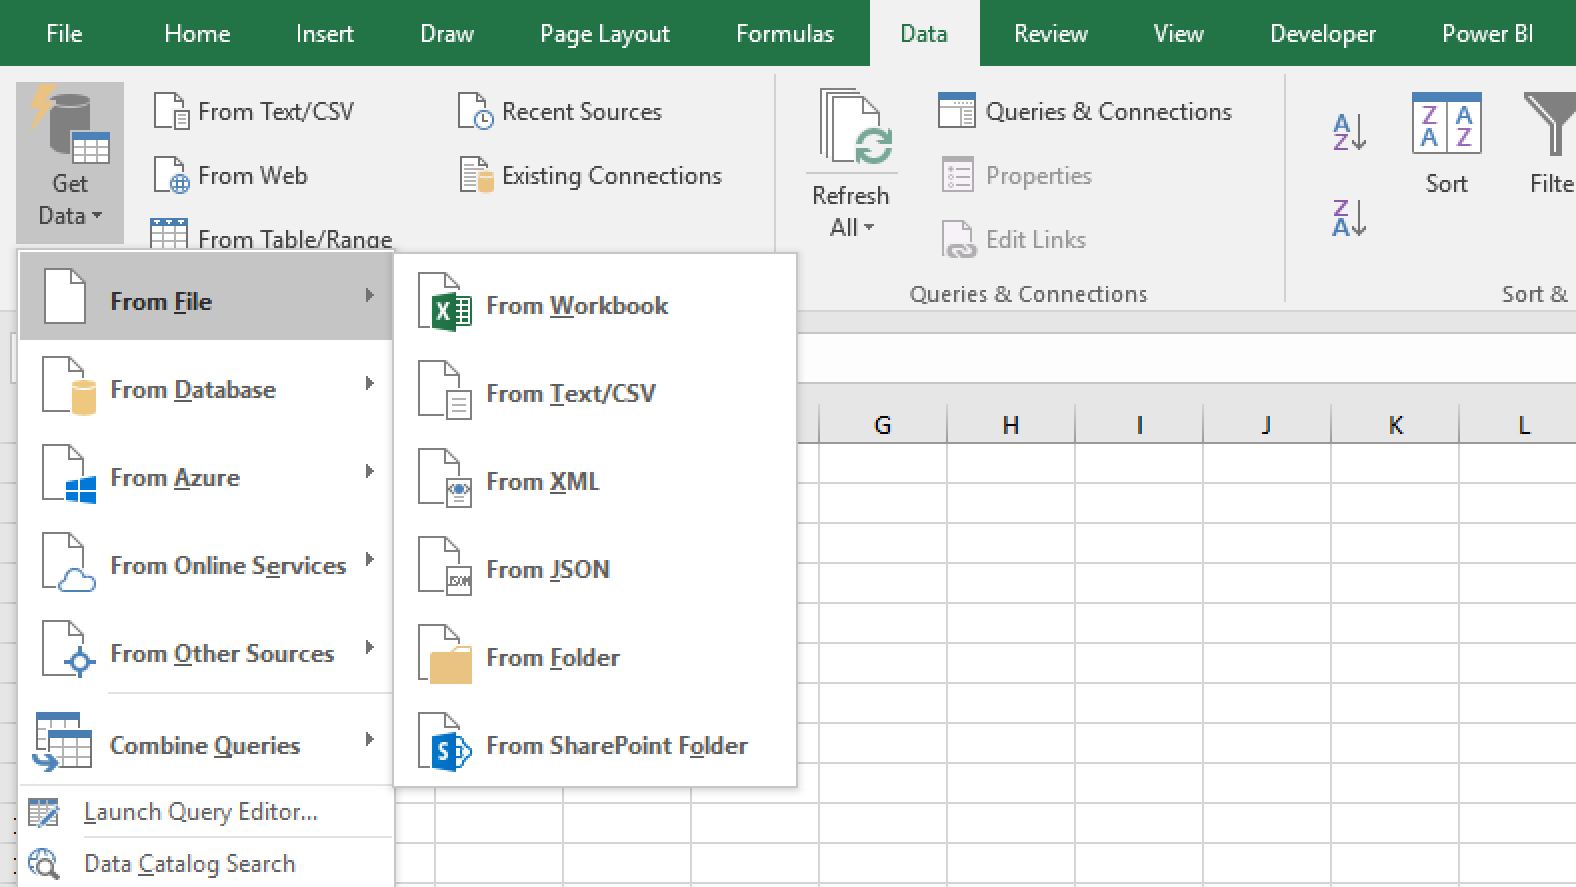 File Home Insert Draw Page Layout Formulas Data Review View Developer Power BI
Get
Data
From Text/CSV
From Web
From Table/Range
Recent Sources
Existing Connections
Refresh
All
Queries & Connections
Properties
Edit Links
Queries & Connections
A
Z
Z
A
Z A
A Z
Sort
Filte
Sort &
From File
From Database
From Azure
From Online Services
From Other Sources
Combine Queries
Launch Query Editor...
Data Catalog Search
X
From Workbook
From Text/CSV
From XML
JSON
From JSON
From Folder
S
From SharePoint Folder
G H I J K L